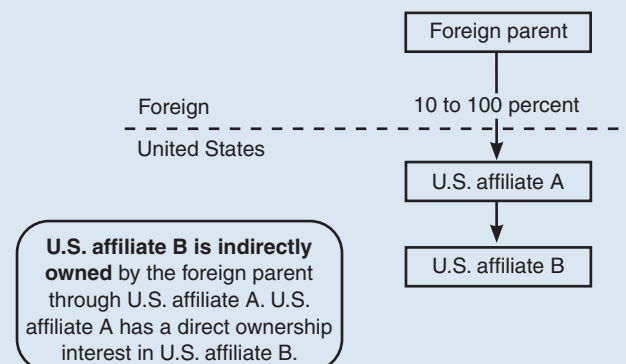 Foreign parent
Foreign
10 to 100 percent
United States
U.S. affiliate A
U.S. affiliate B is indirectly
owned by the foreign parent
through U.S. affiliate A. U.S.
affiliate A has a direct ownership
interest in U.S. affiliate B.
U.S. affiliate B